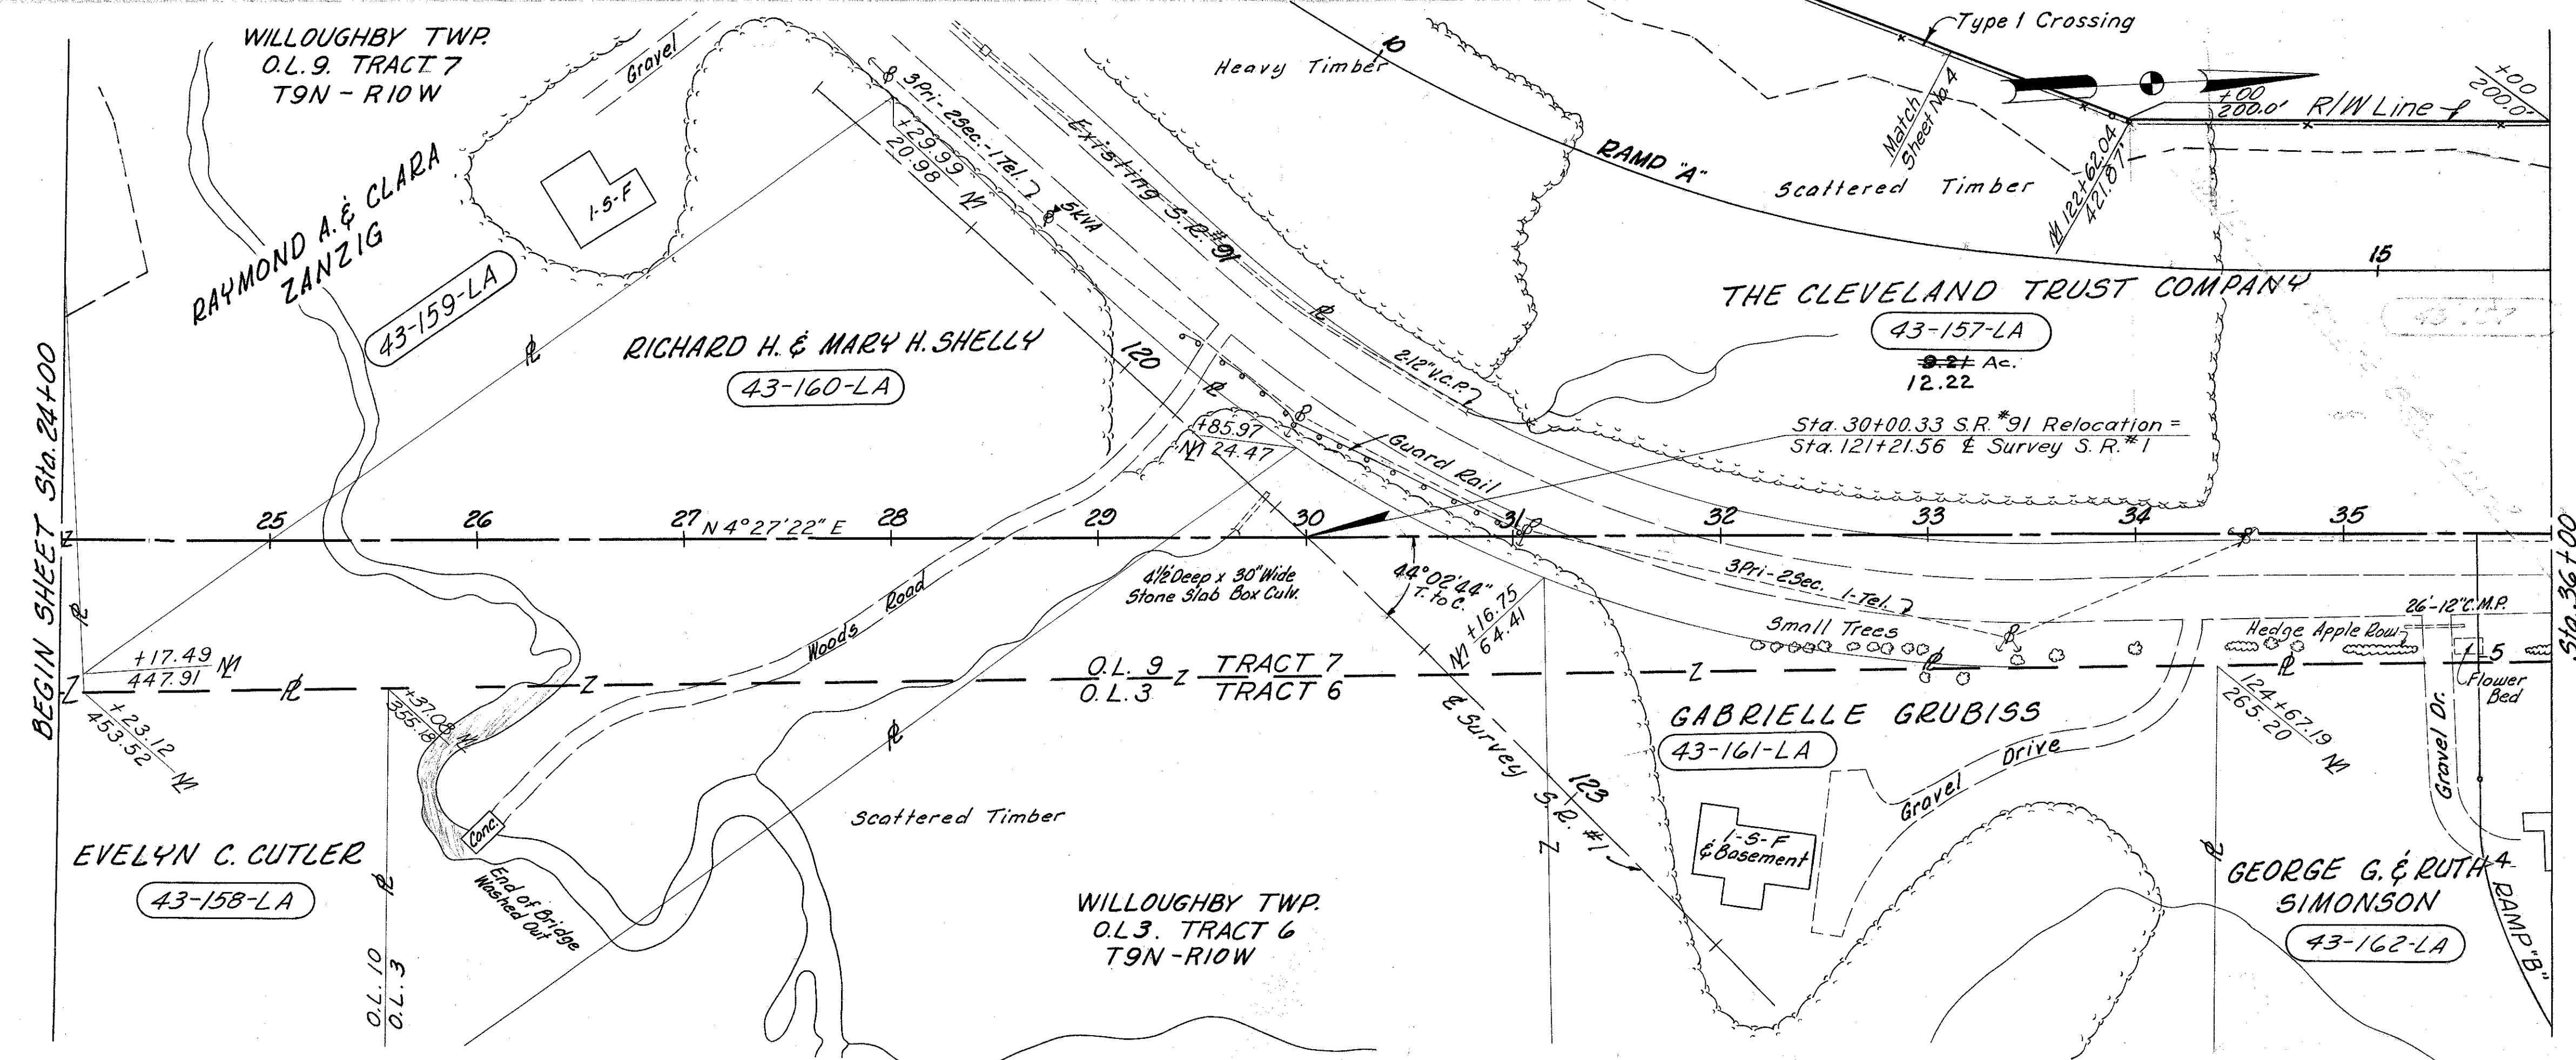 WILLOUGHBY TWP.
O.L. 9. TRACT 7
T9N - R10W
Gravel
1-S-F
RAYMOND A. & CLARA
ZANZIG
43-159-LA
RICHARD H. & MARY H. SHELLY
43-160-LA
3Pri-2Sec.-1Tel.
+29.99
20.98
5KVA
Existing S.R. #91
Heavy Timber
10
RAMP "A"
Type 1 Crossing
Match
Sheet No. 4
+00
200.0'
R/W Line
+00
200.0'
122+62.04
421.87'
Scattered Timber
15
THE CLEVELAND TRUST COMPANY
43-157-LA
9.21 Ac.
12.22
Sta. 30+00.33 S.R. #91 Relocation =
Sta. 121+21.56 ℄ Survey S.R. #1
2-12" V.C.P.
120
+85.97
24.47
Guard Rail
BEGIN SHEET Sta. 24+00
25
26
27
N 4° 27' 22" E
28
29
30
31
32
33
34
35
Sta. 36+00
4½' Deep x 30" Wide
Stone Slab Box Culv.
44° 02' 44"
T. to C.
+16.75
64.41
3Pri-2Sec. 1-Tel.
Small Trees
26'-12" C.M.P.
Hedge Apple Row
5
Flower
Bed
Woods Road
O.L. 9 TRACT 7
O.L. 3 TRACT 6
+17.49
447.91
+23.12
453.52
+37.08
355.18
℄ Survey S.R. #1
123
GABRIELLE GRUBISS
43-161-LA
Gravel Drive
124+67.19
265.20
Gravel Dr.
1-S-F
& Basement
Conc.
End of Bridge
Washed Out
Scattered Timber
EVELYN C. CUTLER
43-158-LA
O.L. 10
O.L. 3
WILLOUGHBY TWP.
O.L 3. TRACT 6
T9N - R10W
GEORGE G. & RUTH
SIMONSON
43-162-LA
4
RAMP "B"